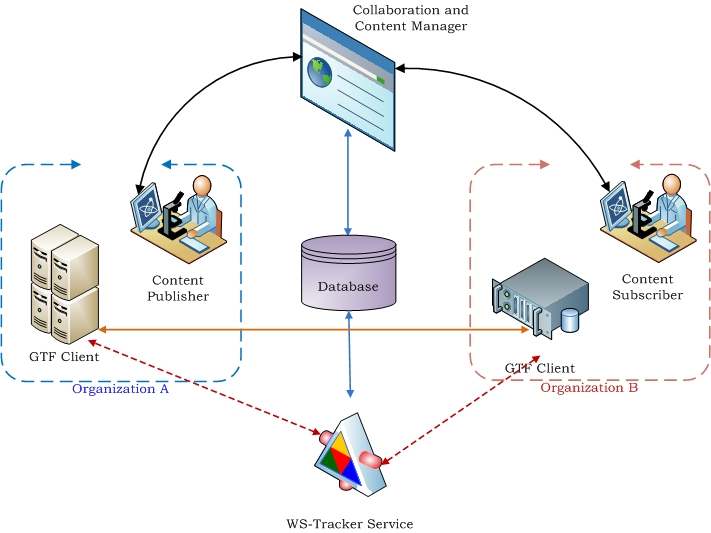 Collaboration and
Content Manager
Content
Publisher
Database
Content
Subscriber
GTF Client
GTF Client
Organization A
Organization B
WS-Tracker Service